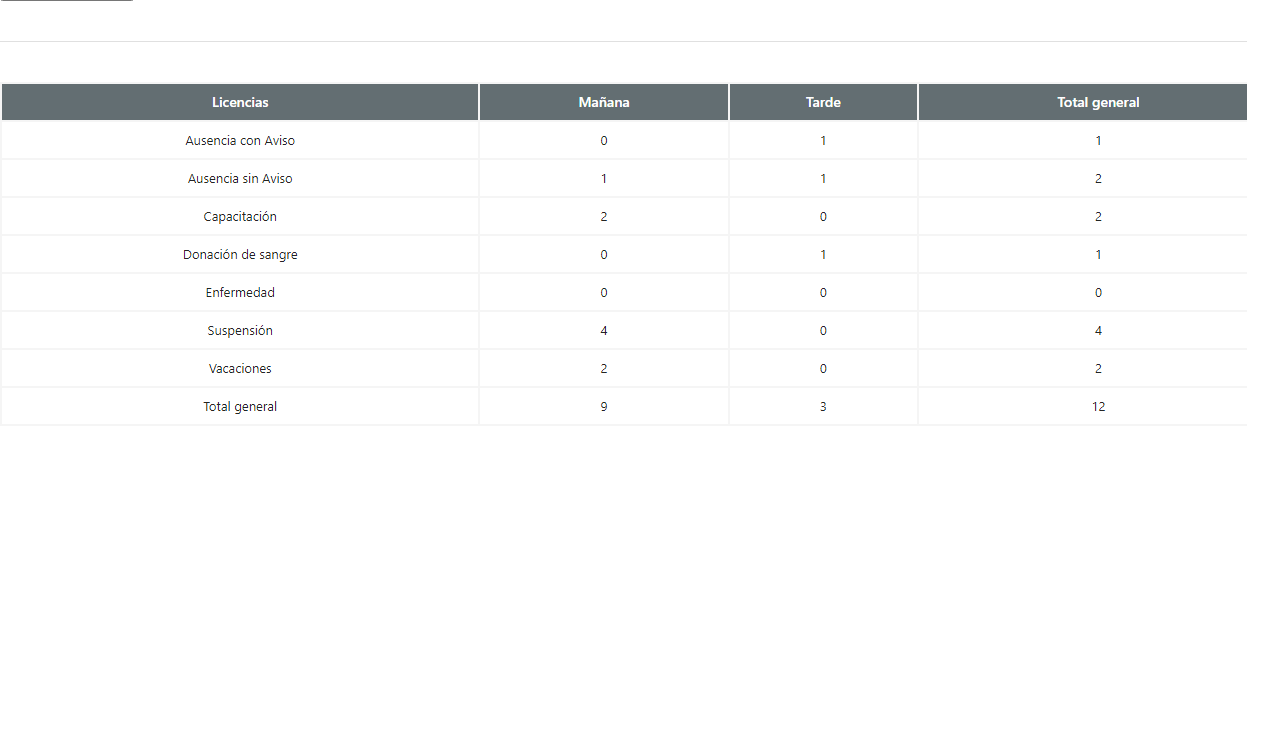 Licencias Mañana Tarde Total general
Ausencia con Aviso 0 1 1
Ausencia sin Aviso 1 1 2
Capacitación 2 0 2
Donación de sangre 0 1 1
Enfermedad 0 0 0
Suspensión 4 0 4
Vacaciones 2 0 2
Total general 9 3 12